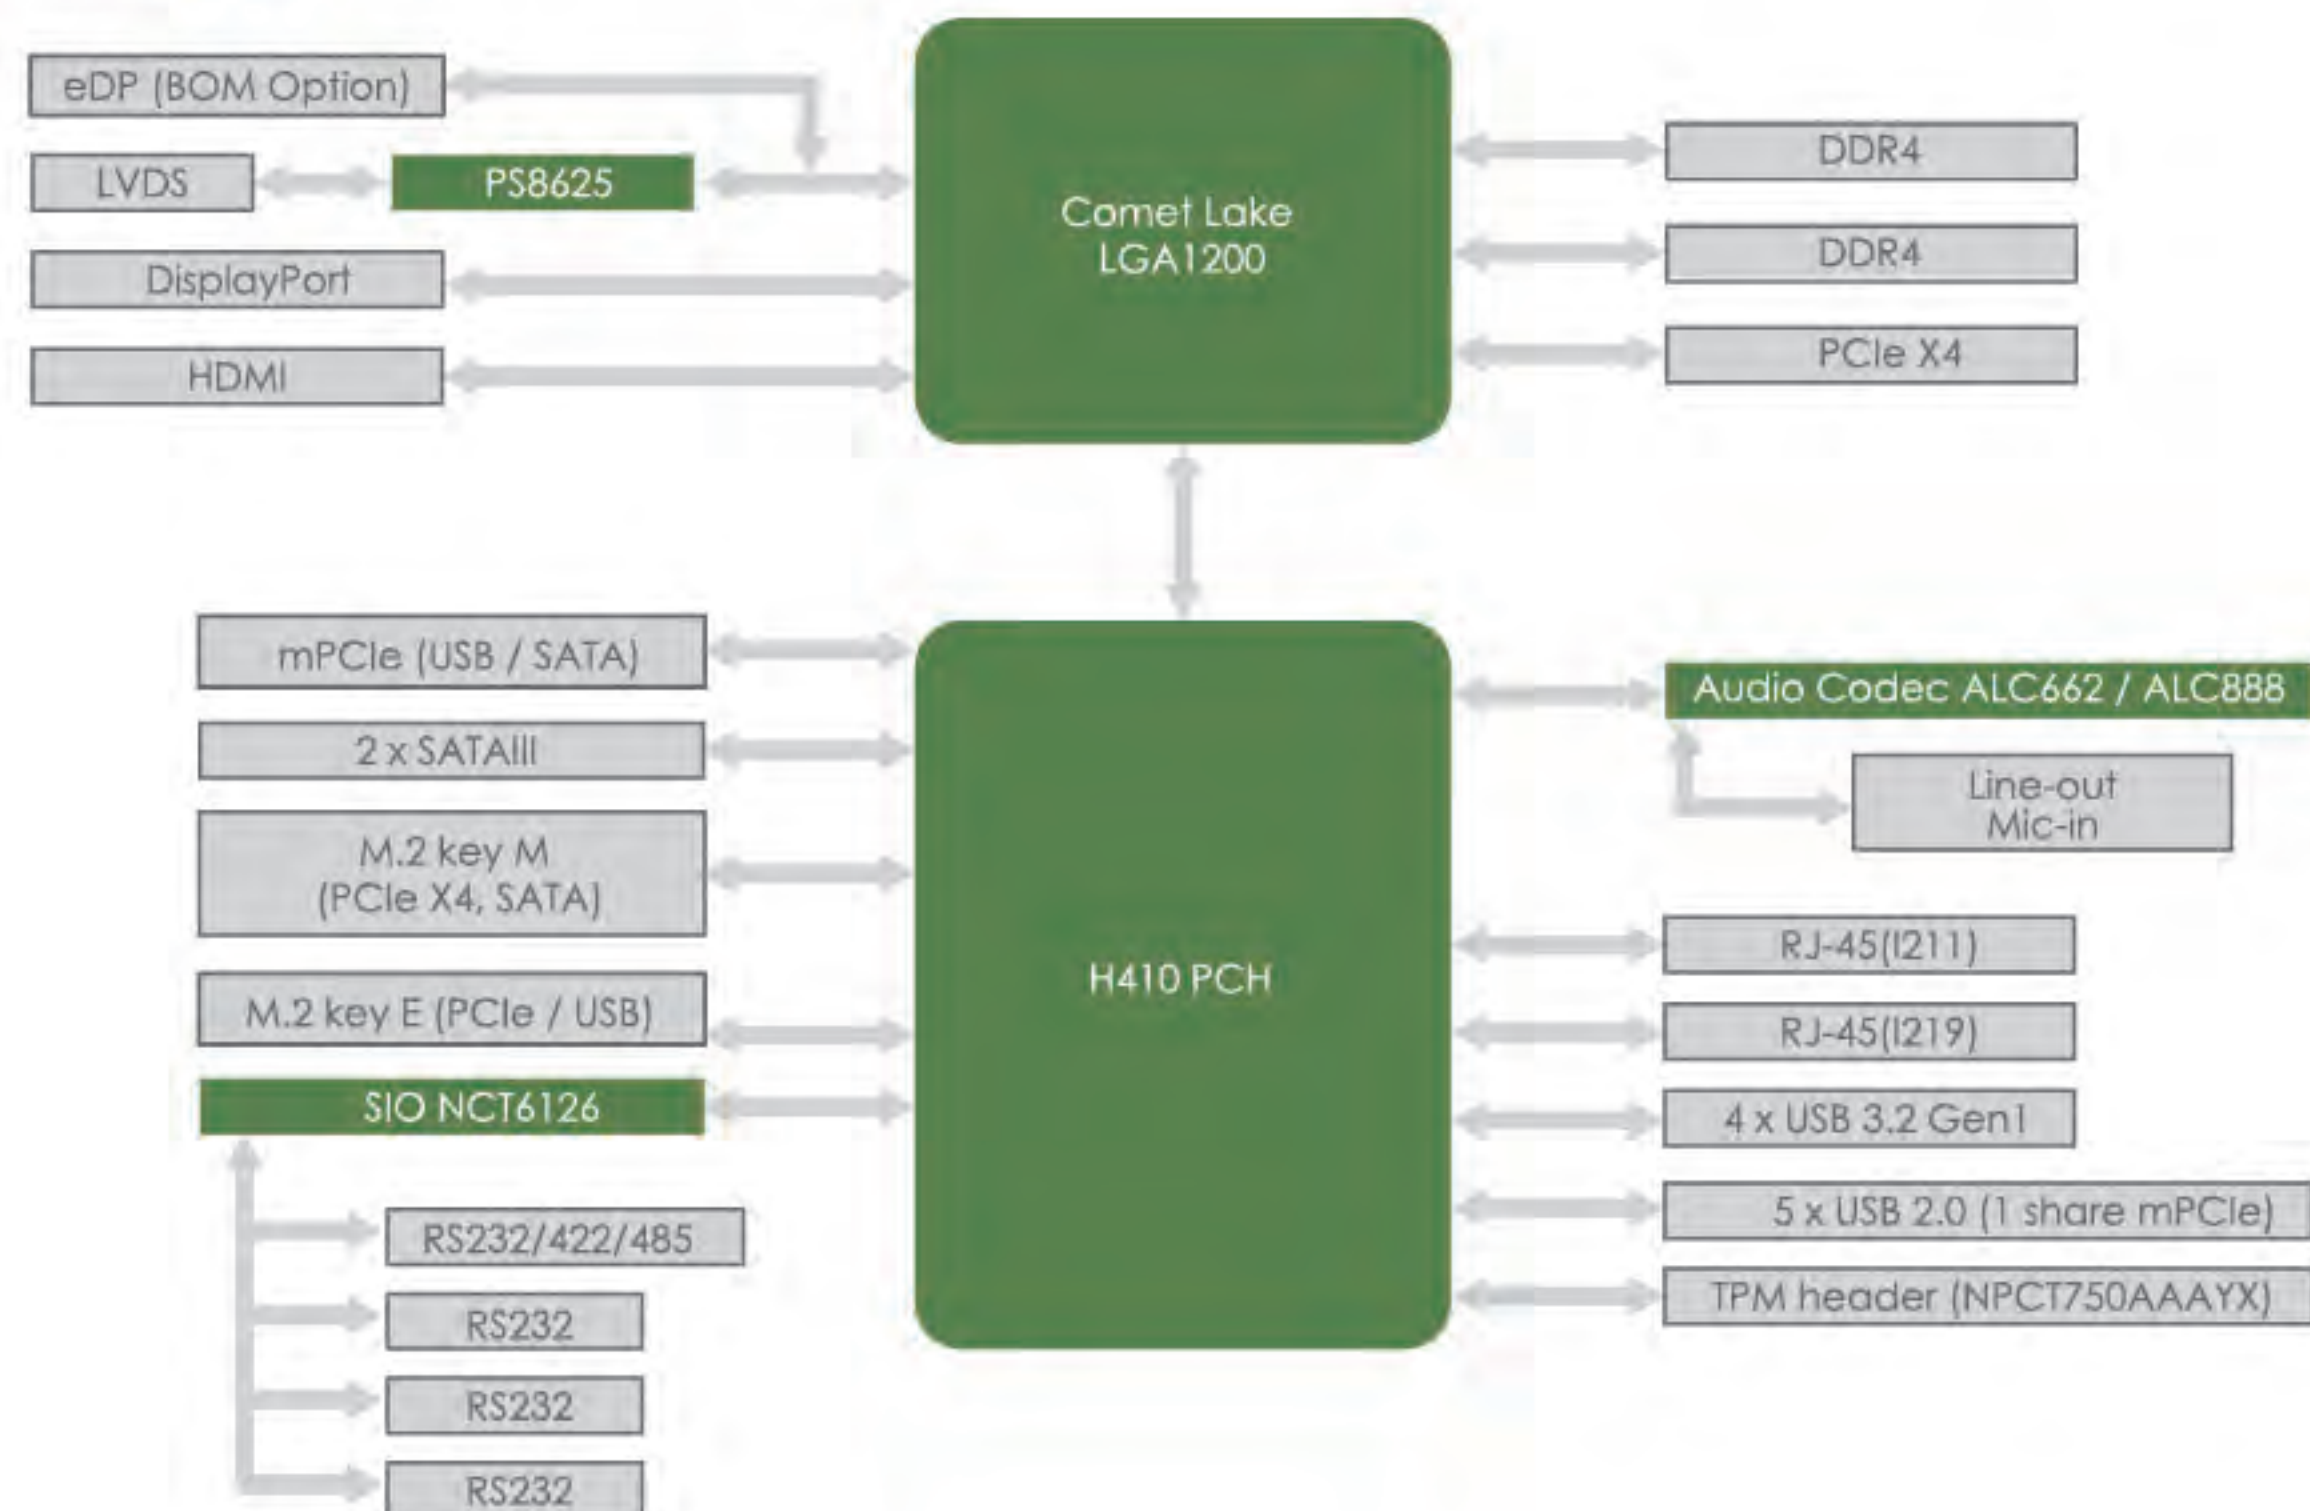 eDP (BOM Option)
LVDS
PS8625
DisplayPort
HDMI
Comet Lake
LGA1200
DDR4
DDR4
PCIe X4
mPCIe (USB / SATA)
2 x SATAIII
M.2 key M
(PCIe X4, SATA)
M.2 key E (PCIe / USB)
SIO NCT6126
RS232/422/485
RS232
RS232
RS232
H410 PCH
Audio Codec ALC662 / ALC888
Line-out
Mic-in
RJ-45(I211)
RJ-45(I219)
4 x USB 3.2 Gen1
5 x USB 2.0 (1 share mPCIe)
TPM header (NPCT750AAAYX)